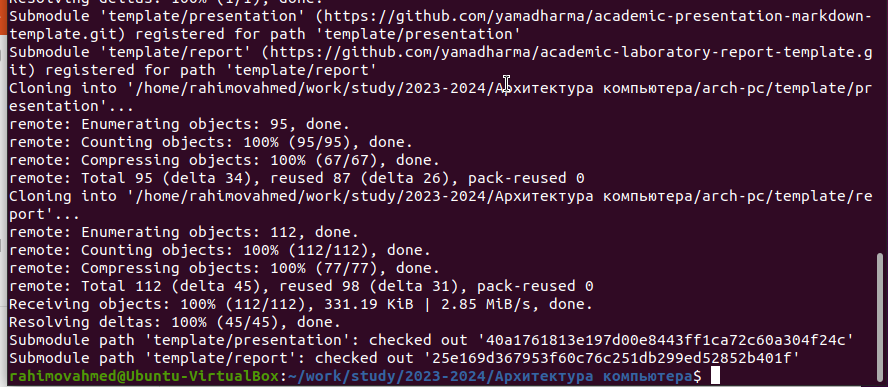 Resolving deltas: 100% (1/1), done.
Submodule 'template/presentation' (https://github.com/yamadharma/academic-presentation-markdown-
template.git) registered for path 'template/presentation'
Submodule 'template/report' (https://github.com/yamadharma/academic-laboratory-report-template.g
it) registered for path 'template/report'
Cloning into '/home/rahimovahmed/work/study/2023-2024/Архитектура компьютера/arch-pc/template/pr
esentation'...
remote: Enumerating objects: 95, done.
remote: Counting objects: 100% (95/95), done.
remote: Compressing objects: 100% (67/67), done.
remote: Total 95 (delta 34), reused 87 (delta 26), pack-reused 0
Cloning into '/home/rahimovahmed/work/study/2023-2024/Архитектура компьютера/arch-pc/template/re
port'...
remote: Enumerating objects: 112, done.
remote: Counting objects: 100% (112/112), done.
remote: Compressing objects: 100% (77/77), done.
remote: Total 112 (delta 45), reused 98 (delta 31), pack-reused 0
Receiving objects: 100% (112/112), 331.19 KiB | 2.85 MiB/s, done.
Resolving deltas: 100% (45/45), done.
Submodule path 'template/presentation': checked out '40a1761813e197d00e8443ff1ca72c60a304f24c'
Submodule path 'template/report': checked out '25e169d367953f60c76c251db299ed52852b401f'
rahimovahmed@Ubuntu-VirtualBox:~/work/study/2023-2024/Архитектура компьютера$